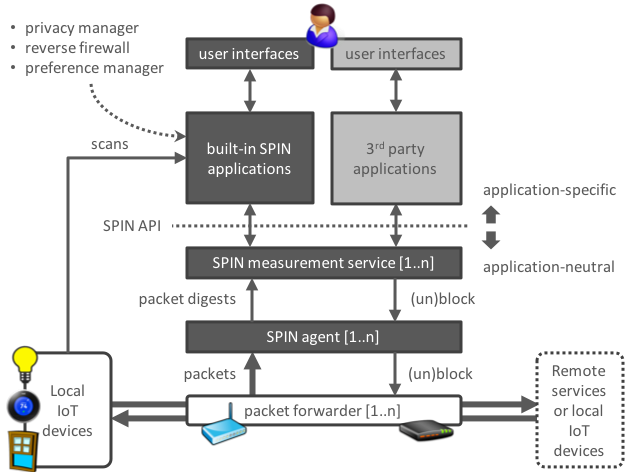 • privacy manager
• reverse firewall
• preference manager
user interfaces
user interfaces
scans
built-in SPIN
applications
3rd party
applications
application-specific
SPIN API
application-neutral
SPIN measurement service [1..n]
packet digests
(un)block
SPIN agent [1..n]
packets
(un)block
Local
IoT
devices
packet forwarder [1..n]
Remote
services
or local
IoT
devices